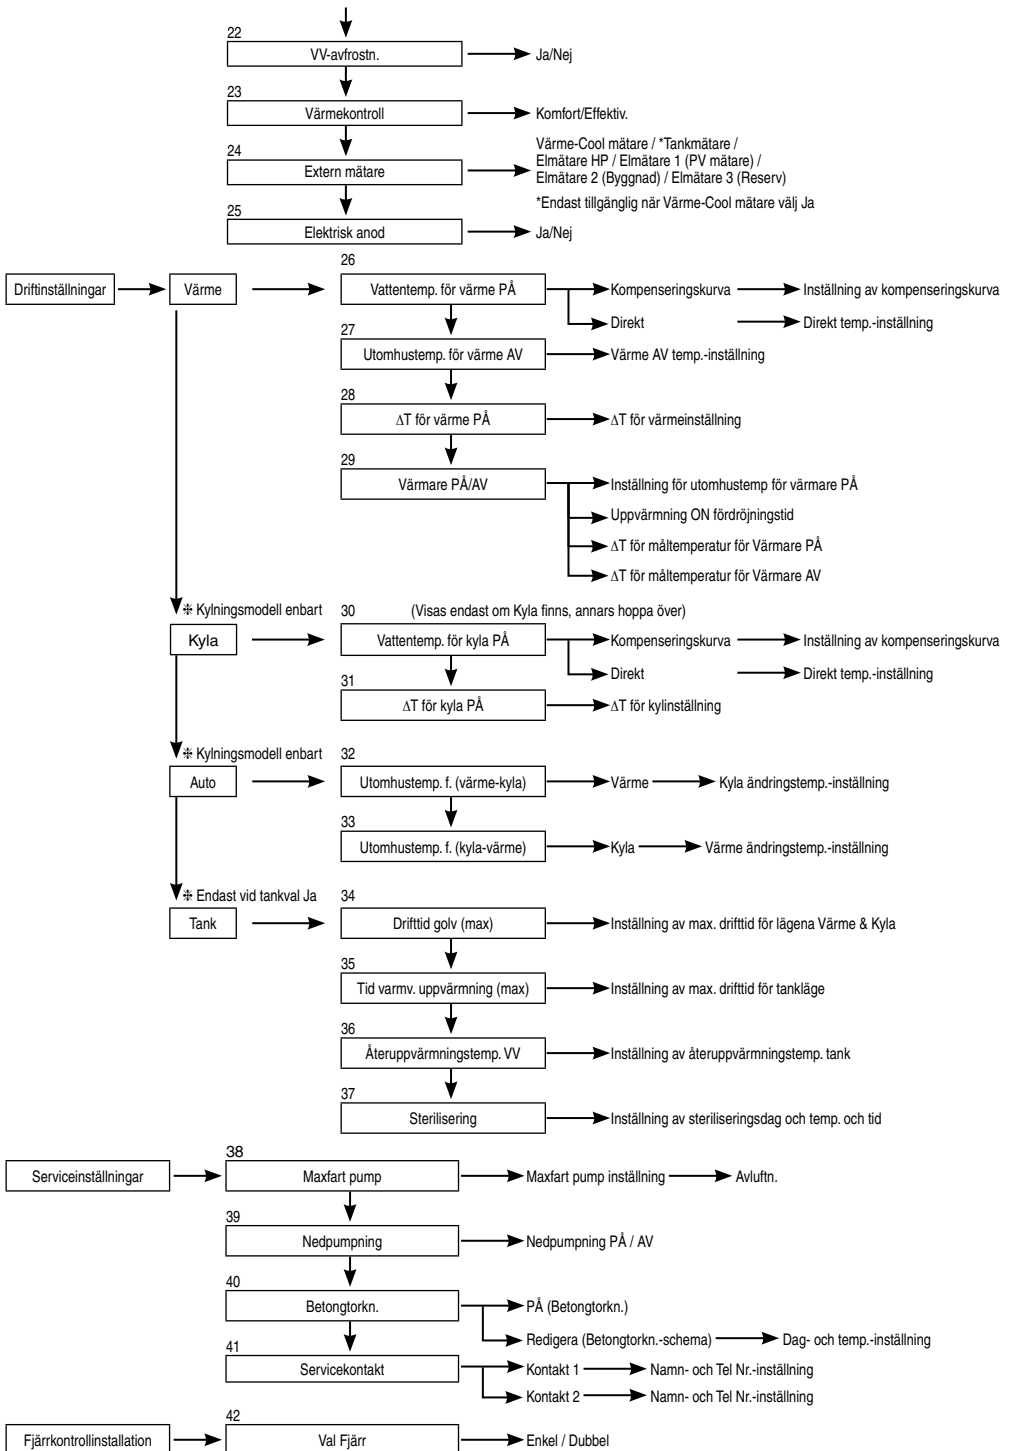 22
VV-avfrostn.
Ja/Nej
23
Värmekontroll
Komfort/Effektiv.
24
Extern mätare
Värme-Cool mätare / *Tankmätare /
Elmätare HP / Elmätare 1 (PV mätare) /
Elmätare 2 (Byggnad) / Elmätare 3 (Reserv)
*Endast tillgänglig när Värme-Cool mätare välj Ja
25
Elektrisk anod
Ja/Nej
Driftinställningar
Värme
26
Vattentemp. för värme PÅ
Kompenseringskurva
Inställning av kompenseringskurva
Direkt
Direkt temp.-inställning
27
Utomhustemp. för värme AV
Värme AV temp.-inställning
28
ΔT för värme PÅ
ΔT för värmeinställning
29
Värmare PÅ/AV
Inställning för utomhustemp för värmare PÅ
Uppvärmning ON fördröjningstid
ΔT för måltemperatur för Värmare PÅ
ΔT för måltemperatur för Värmare AV
❉ Kylningsmodell enbart
Kyla
30
(Visas endast om Kyla finns, annars hoppa över)
Vattentemp. för kyla PÅ
Kompenseringskurva
Inställning av kompenseringskurva
Direkt
Direkt temp.-inställning
31
ΔT för kyla PÅ
ΔT för kylinställning
❉ Kylningsmodell enbart
Auto
32
Utomhustemp. f. (värme-kyla)
Värme
Kyla ändringstemp.-inställning
33
Utomhustemp. f. (kyla-värme)
Kyla
Värme ändringstemp.-inställning
❉ Endast vid tankval Ja
Tank
34
Drifttid golv (max)
Inställning av max. drifttid för lägena Värme & Kyla
35
Tid varmv. uppvärmning (max)
Inställning av max. drifttid för tankläge
36
Återuppvärmningstemp. VV
Inställning av återuppvärmningstemp. tank
37
Sterilisering
Inställning av steriliseringsdag och temp. och tid
Serviceinställningar
38
Maxfart pump
Maxfart pump inställning
Avluftn.
39
Nedpumpning
Nedpumpning PÅ / AV
40
Betongtorkn.
PÅ (Betongtorkn.)
Redigera (Betongtorkn.-schema)
Dag- och temp.-inställning
41
Servicekontakt
Kontakt 1
Namn- och Tel Nr.-inställning
Kontakt 2
Namn- och Tel Nr.-inställning
Fjärrkontrollinstallation
42
Val Fjärr
Enkel / Dubbel